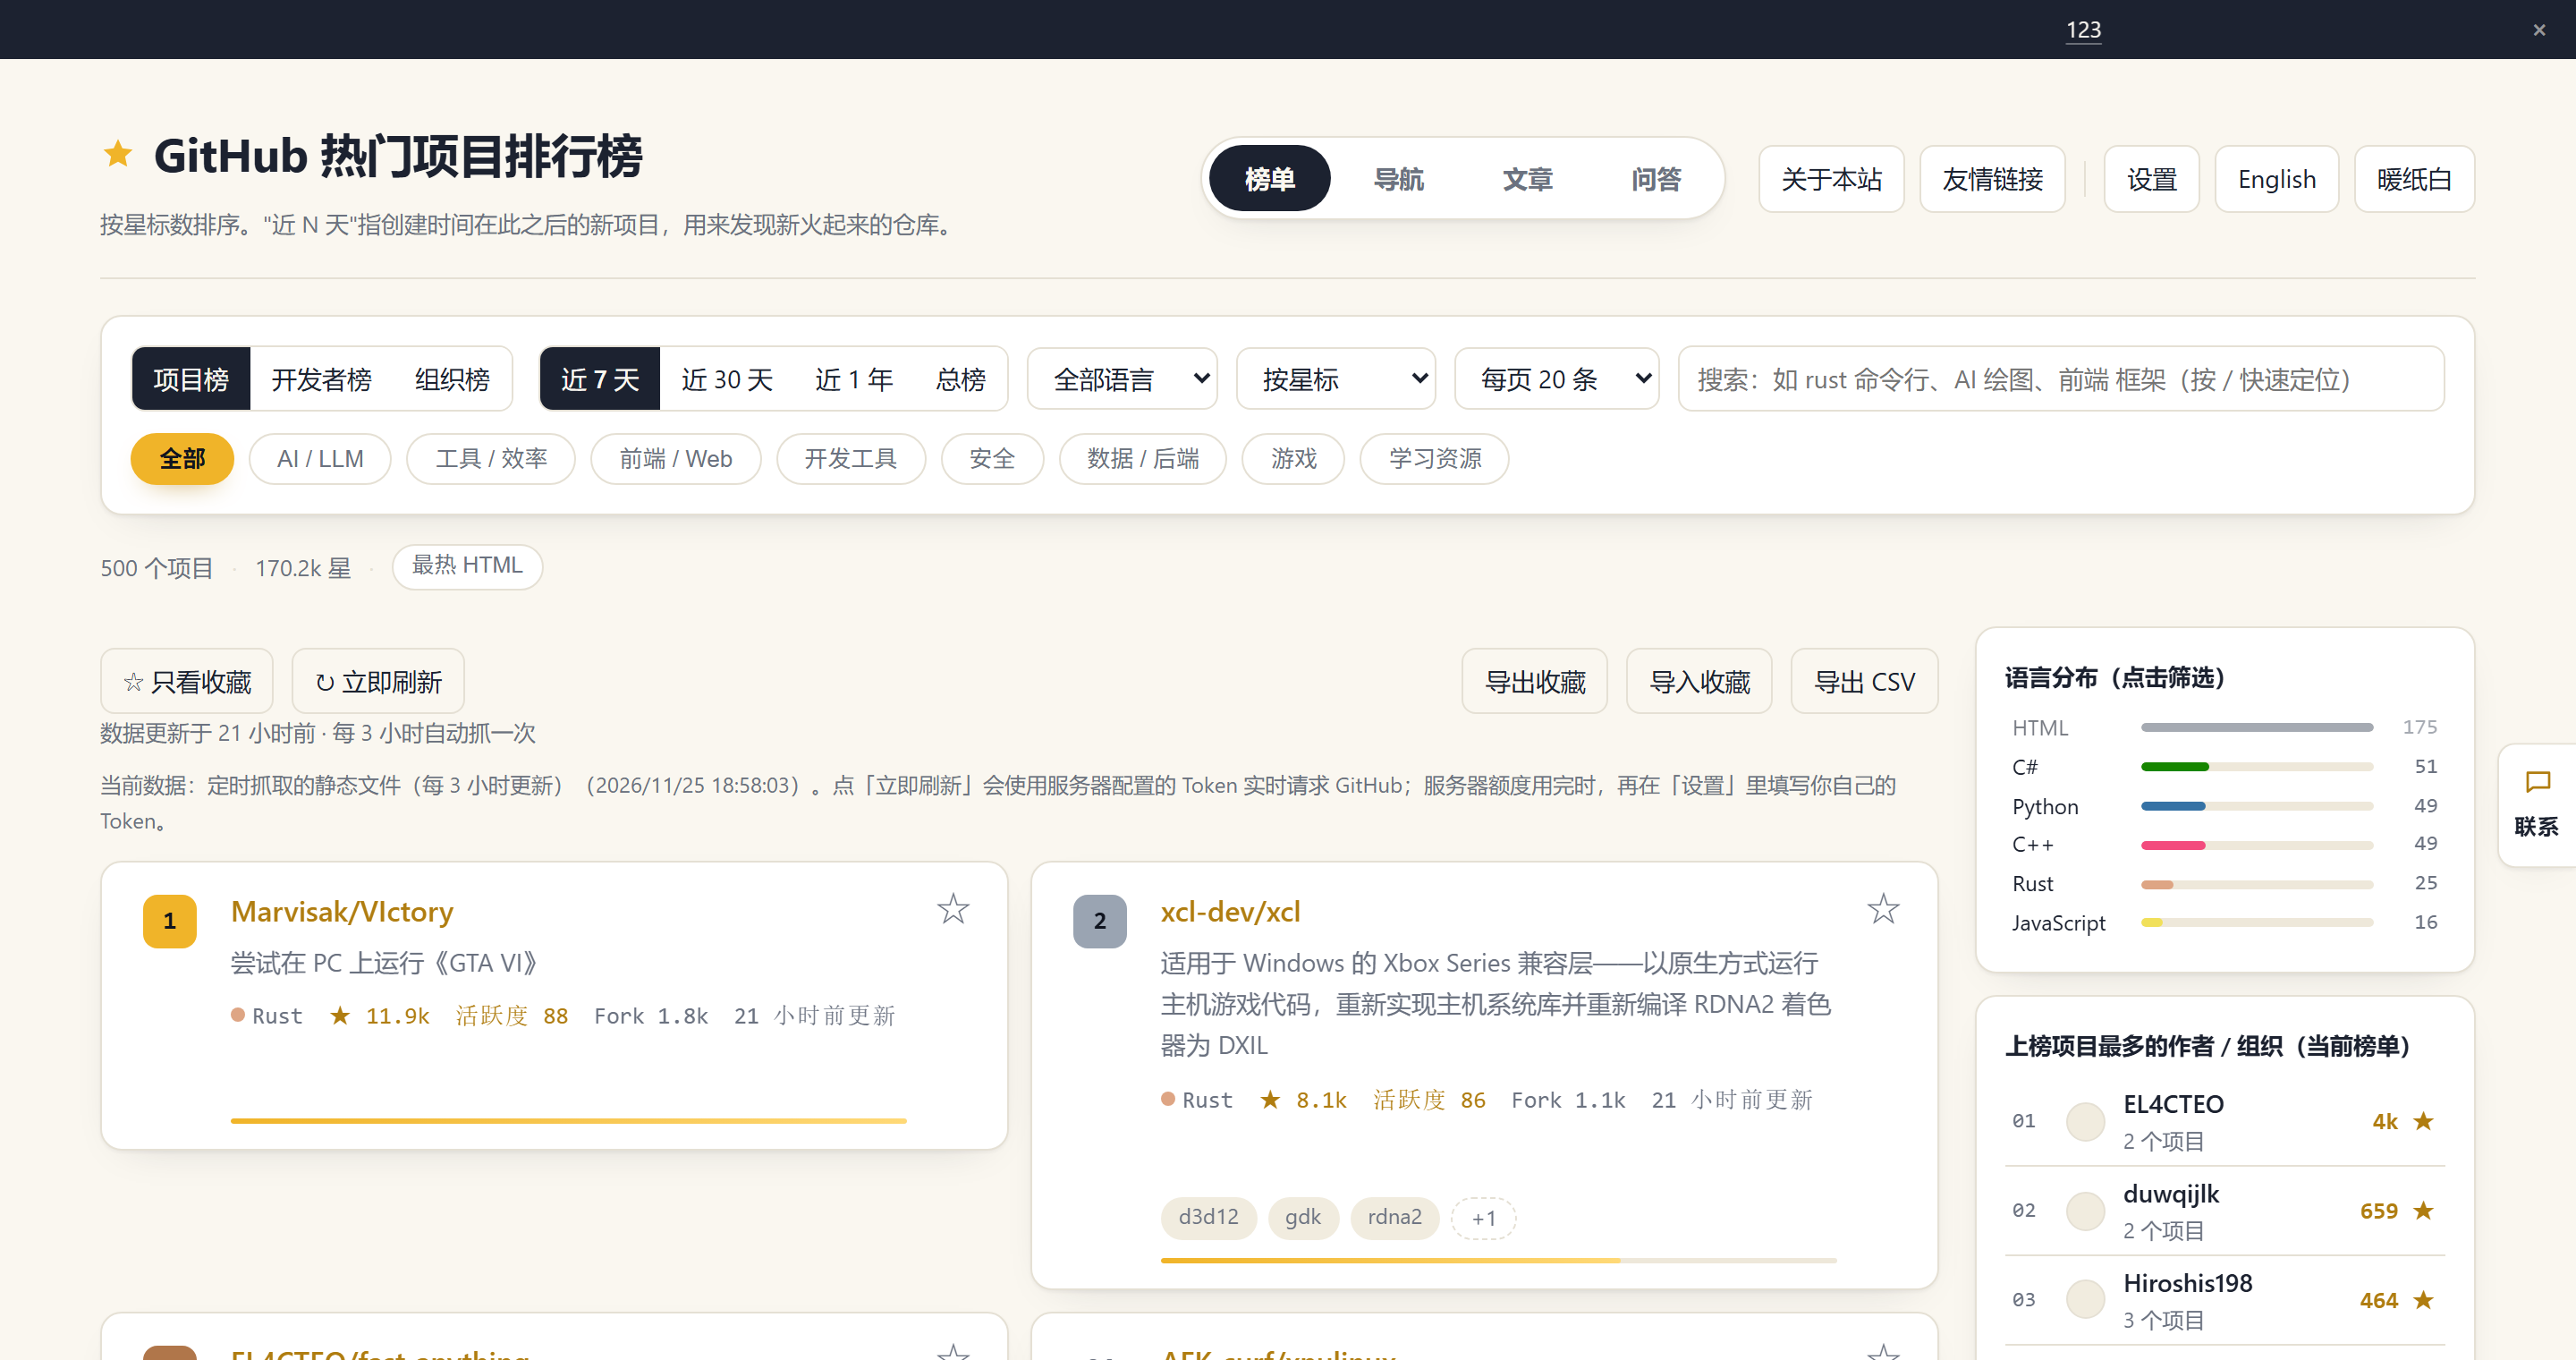 123 ×
★ GitHub 热门项目排行榜
按星标数排序。"近 N 天"指创建时间在此之后的新项目，用来发现新火起来的仓库。
榜单 导航 文章 问答 关于本站 友情链接 设置 English 暖纸白
项目榜 开发者榜 组织榜 近 7 天 近 30 天 近 1 年 总榜 全部语言 按星标 每页 20 条 搜索：如 rust 命令行、AI 绘图、前端 框架（按 / 快速定位）
全部 AI / LLM 工具 / 效率 前端 / Web 开发工具 安全 数据 / 后端 游戏 学习资源
500 个项目 · 170.2k 星 · 最热 HTML
☆ 只看收藏 ↻ 立即刷新 导出收藏 导入收藏 导出 CSV
数据更新于 21 小时前 · 每 3 小时自动抓一次
当前数据：定时抓取的静态文件（每 3 小时更新）（2026/11/25 18:58:03）。点「立即刷新」会使用服务器配置的 Token 实时请求 GitHub；服务器额度用完时，再在「设置」里填写你自己的
Token。
1 Marvisak/VIctory ☆
尝试在 PC 上运行《GTA VI》
Rust ★ 11.9k 活跃度 88 Fork 1.8k 21 小时前更新
2 xcl-dev/xcl ☆
适用于 Windows 的 Xbox Series 兼容层——以原生方式运行
主机游戏代码，重新实现主机系统库并重新编译 RDNA2 着色
器为 DXIL
Rust ★ 8.1k 活跃度 86 Fork 1.1k 21 小时前更新
d3d12 gdk rdna2 +1
语言分布（点击筛选）
HTML 175
C# 51
Python 49
C++ 49
Rust 25
JavaScript 16
联系
上榜项目最多的作者 / 组织（当前榜单）
01 EL4CTEO 4k ★
2 个项目
02 duwqijlk 659 ★
2 个项目
03 Hiroshis198 464 ★
3 个项目